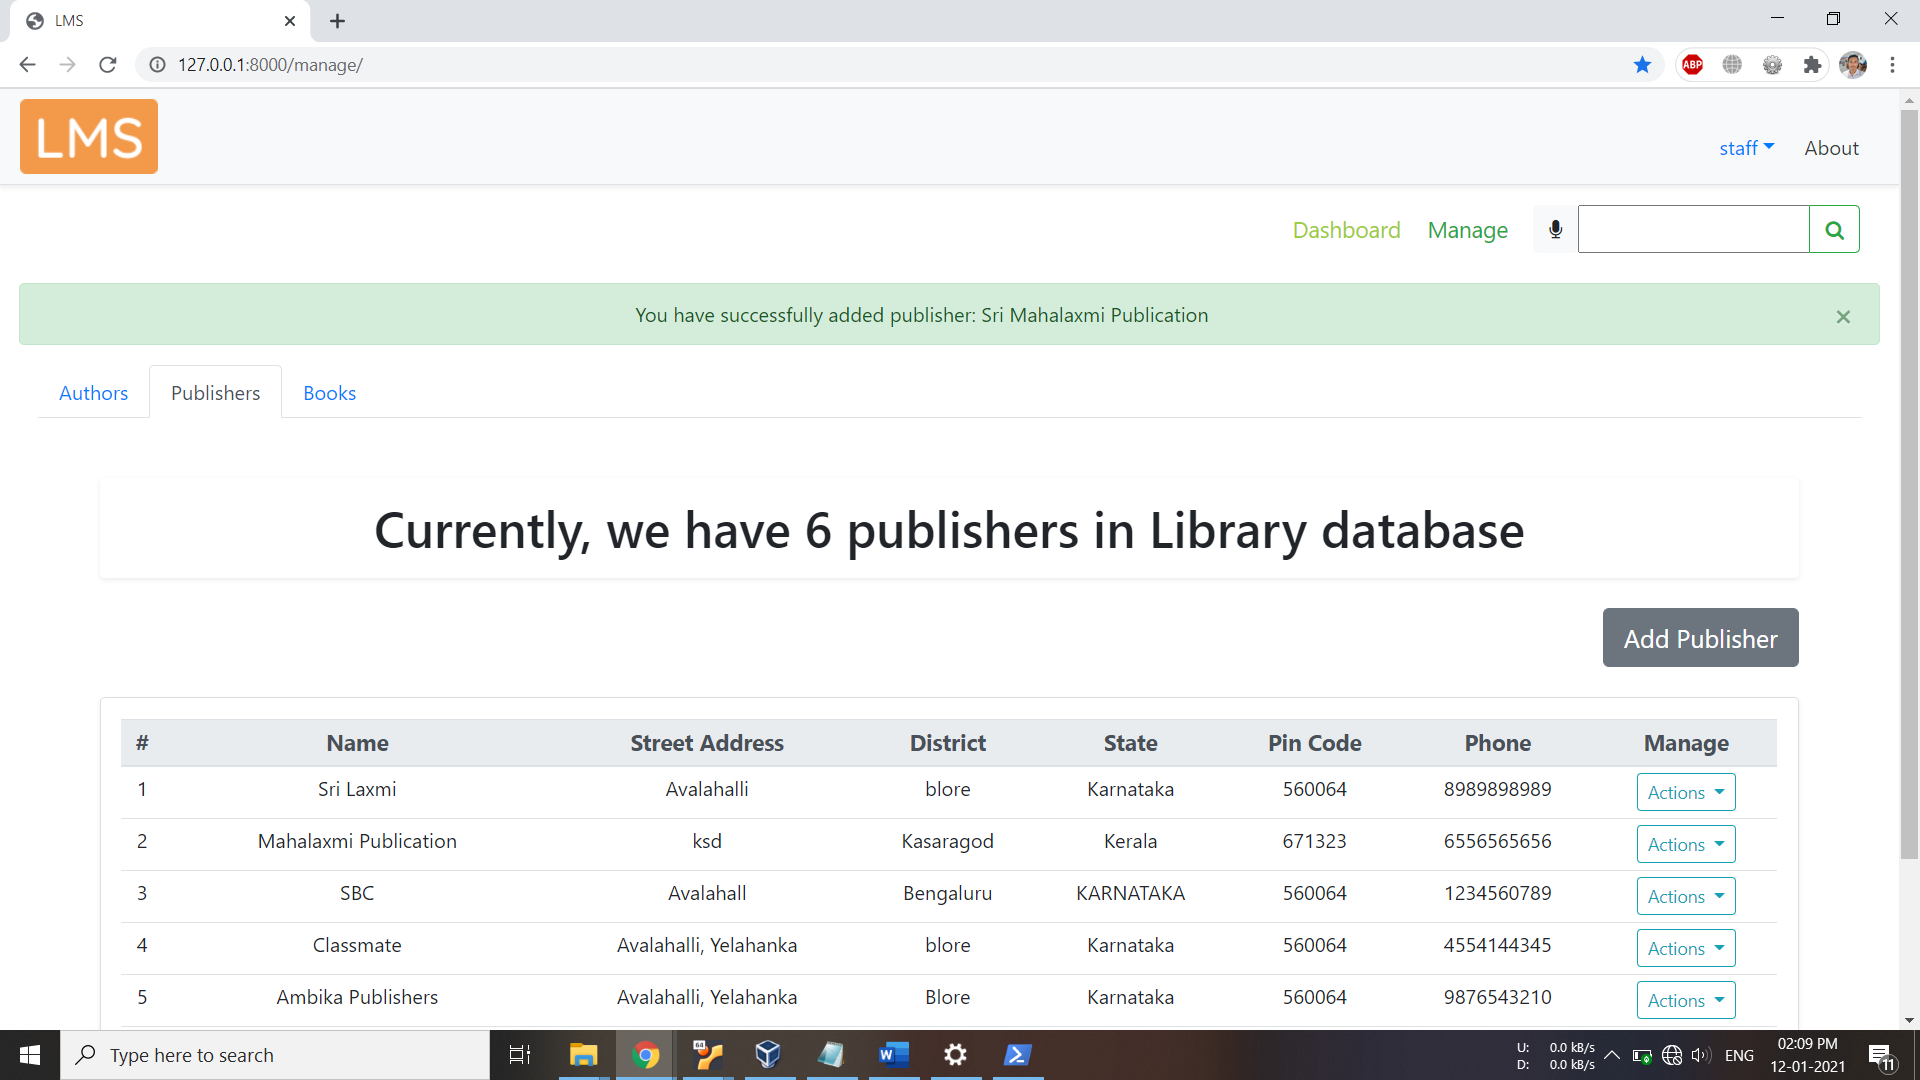 LMS
127.0.0.1:8000/manage/
ABP
LMS
staff About
Dashboard Manage
You have successfully added publisher: Sri Mahalaxmi Publication ×
Authors Publishers Books
Currently, we have 6 publishers in Library database
Add Publisher
# Name Street Address District State Pin Code Phone Manage
1 Sri Laxmi Avalahalli blore Karnataka 560064 8989898989 Actions
2 Mahalaxmi Publication ksd Kasaragod Kerala 671323 6556565656 Actions
3 SBC Avalahall Bengaluru KARNATAKA 560064 1234560789 Actions
4 Classmate Avalahalli, Yelahanka blore Karnataka 560064 4554144345 Actions
5 Ambika Publishers Avalahalli, Yelahanka Blore Karnataka 560064 9876543210 Actions
Type here to search
64
W
U: 0.0 kB/s
D: 0.0 kB/s
ENG
02:09 PM
12-01-2021
11